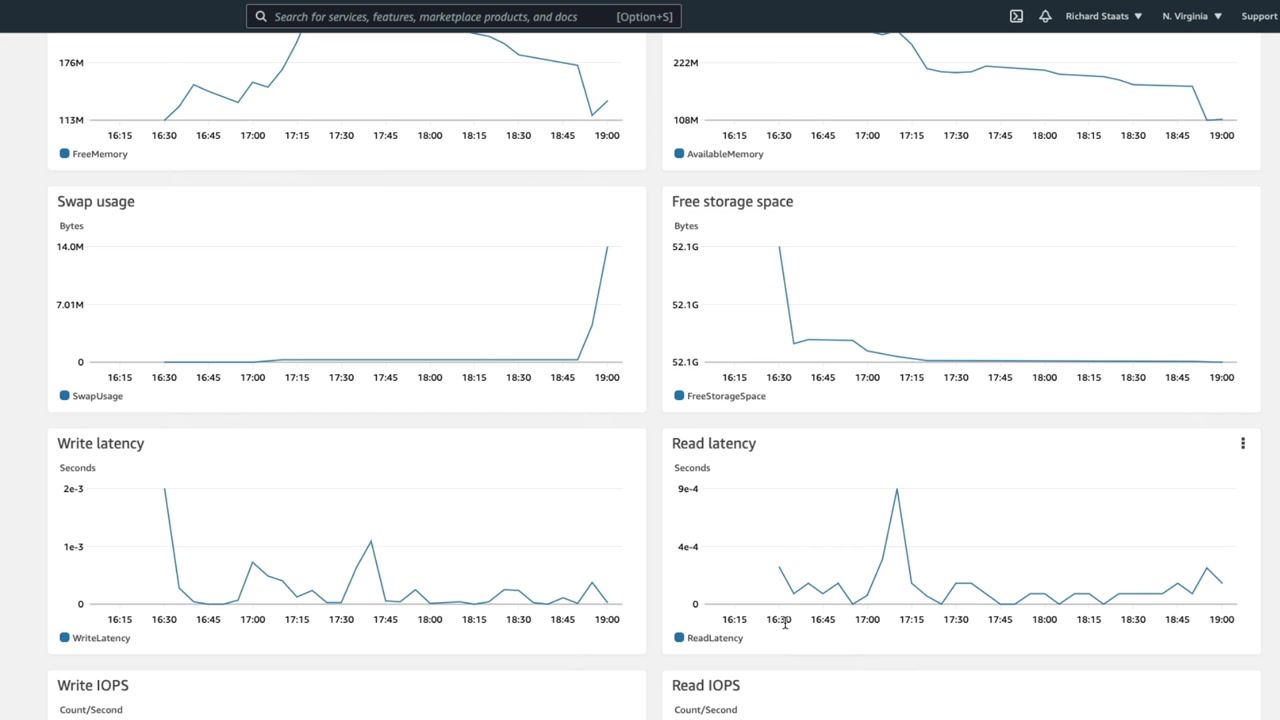 Search for services, features, marketplace products, and docs [Option+S] Richard Staats ▼ N. Virginia ▼ Support
176M
113M
16:15 16:30 16:45 17:00 17:15 17:30 17:45 18:00 18:15 18:30 18:45 19:00
FreeMemory
222M
108M
16:15 16:30 16:45 17:00 17:15 17:30 17:45 18:00 18:15 18:30 18:45 19:00
AvailableMemory
Swap usage
Bytes
14.0M
7.01M
0
16:15 16:30 16:45 17:00 17:15 17:30 17:45 18:00 18:15 18:30 18:45 19:00
SwapUsage
Free storage space
Bytes
52.1G
52.1G
52.1G
16:15 16:30 16:45 17:00 17:15 17:30 17:45 18:00 18:15 18:30 18:45 19:00
FreeStorageSpace
Write latency
Seconds
2e-3
1e-3
0
16:15 16:30 16:45 17:00 17:15 17:30 17:45 18:00 18:15 18:30 18:45 19:00
WriteLatency
Read latency
Seconds
9e-4
4e-4
0
16:15 16:30 16:45 17:00 17:15 17:30 17:45 18:00 18:15 18:30 18:45 19:00
ReadLatency
Write IOPS
Count/Second
Read IOPS
Count/Second